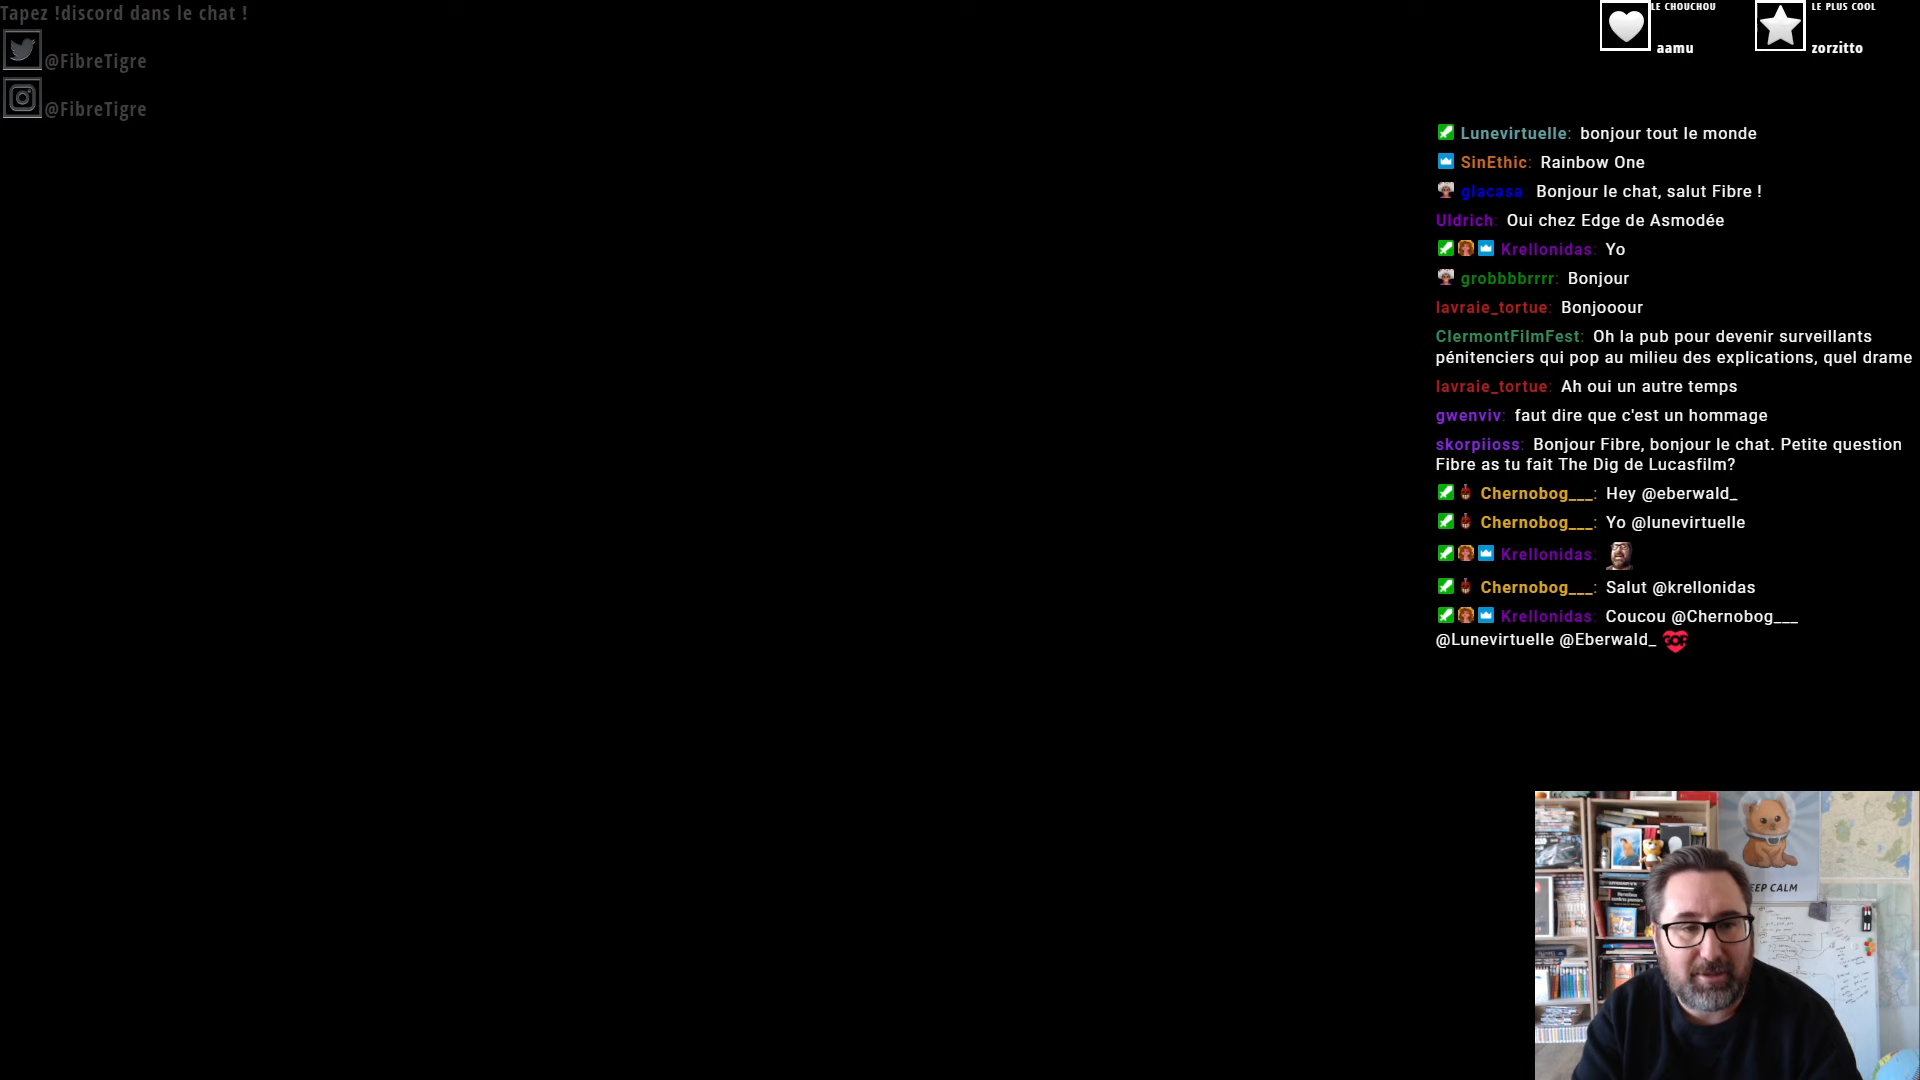 Tapez !discord dans le chat !
@FibreTigre
@FibreTigre
LE CHOUCHOU
aamu
LE PLUS COOL
zorzitto
Lunevirtuelle: bonjour tout le monde
SinEthic: Rainbow One
glacasa: Bonjour le chat, salut Fibre !
Uldrich: Oui chez Edge de Asmodée
Krellonidas: Yo
grobbbbrrrr: Bonjour
lavraie_tortue: Bonjooour
ClermontFilmFest: Oh la pub pour devenir surveillants
pénitenciers qui pop au milieu des explications, quel drame
lavraie_tortue: Ah oui un autre temps
gwenviv: faut dire que c'est un hommage
skorpiioss: Bonjour Fibre, bonjour le chat. Petite question
Fibre as tu fait The Dig de Lucasfilm?
Chernobog___: Hey @eberwald_
Chernobog___: Yo @lunevirtuelle
Krellonidas:
Chernobog___: Salut @krellonidas
Krellonidas: Coucou @Chernobog___
@Lunevirtuelle @Eberwald_
EEP CALM